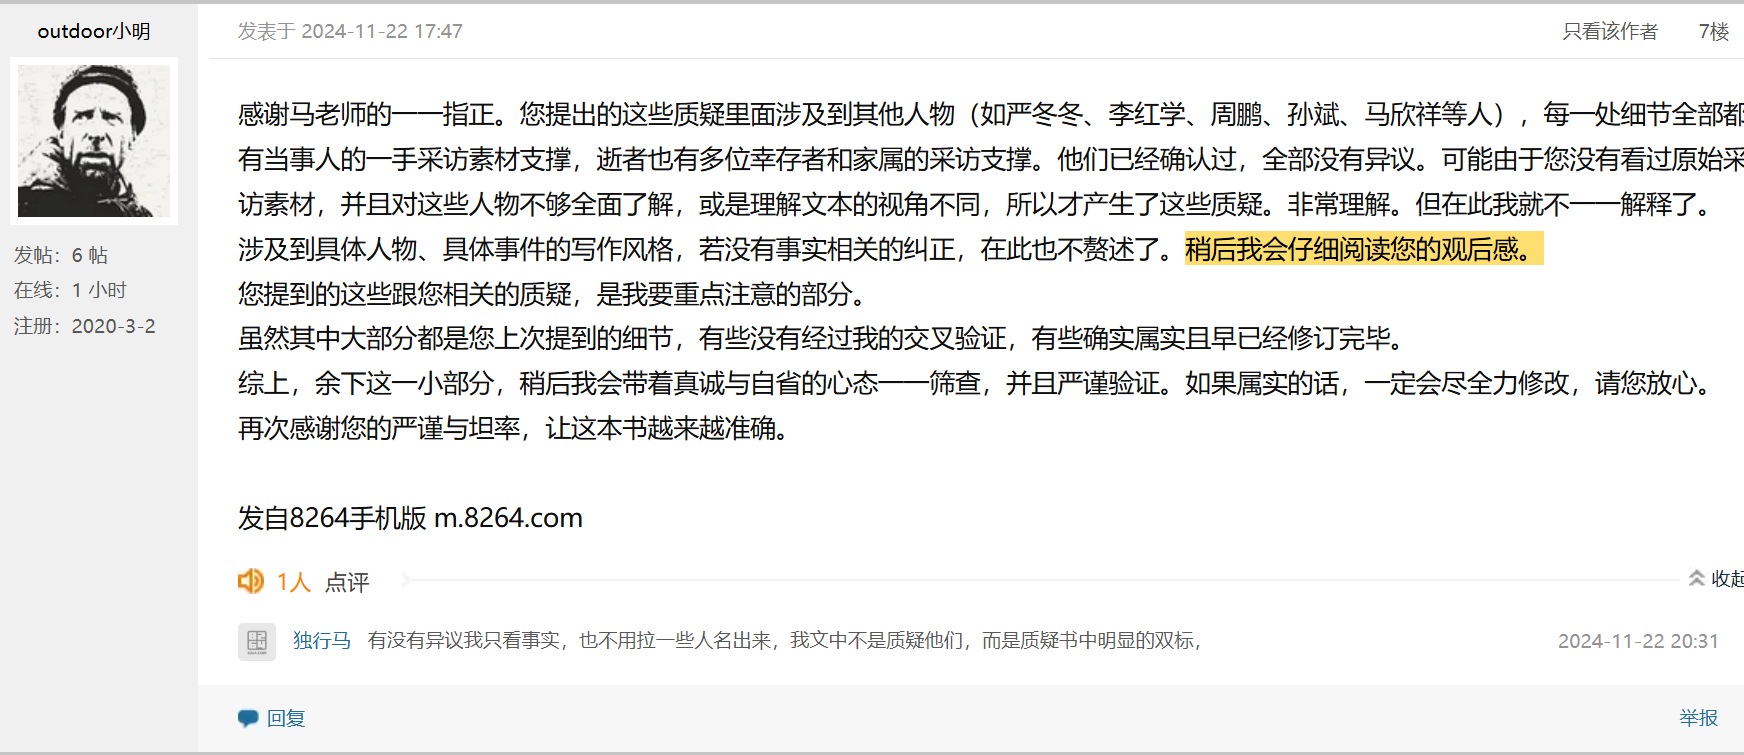 outdoor小明
发表于 2024-11-22 17:47
只看该作者 7楼
感谢马老师的一一指正。您提出的这些质疑里面涉及到其他人物（如严冬冬、李红学、周鹏、孙斌、马欣祥等人），每一处细节全部都
有当事人的一手采访素材支撑，逝者也有多位幸存者和家属的采访支撑。他们已经确认过，全部没有异议。可能由于您没有看过原始采
访素材，并且对这些人物不够全面了解，或是理解文本的视角不同，所以才产生了这些质疑。非常理解。但在此我就不一一解释了。
涉及到具体人物、具体事件的写作风格，若没有事实相关的纠正，在此也不赘述了。稍后我会仔细阅读您的观后感。
您提到的这些跟您相关的质疑，是我要重点注意的部分。
虽然其中大部分都是您上次提到的细节，有些没有经过我的交叉验证，有些确实属实且早已经修订完毕。
综上，余下这一小部分，稍后我会带着真诚与自省的心态一一筛查，并且严谨验证。如果属实的话，一定会尽全力修改，请您放心。
再次感谢您的严谨与坦率，让这本书越来越准确。
发自8264手机版 m.8264.com
发帖：6 帖
在线：1 小时
注册：2020-3-2
1人 点评
收起
独行马 有没有异议我只看事实，也不用拉一些人名出来，我文中不是质疑他们，而是质疑书中明显的双标，
2024-11-22 20:31
回复
举报